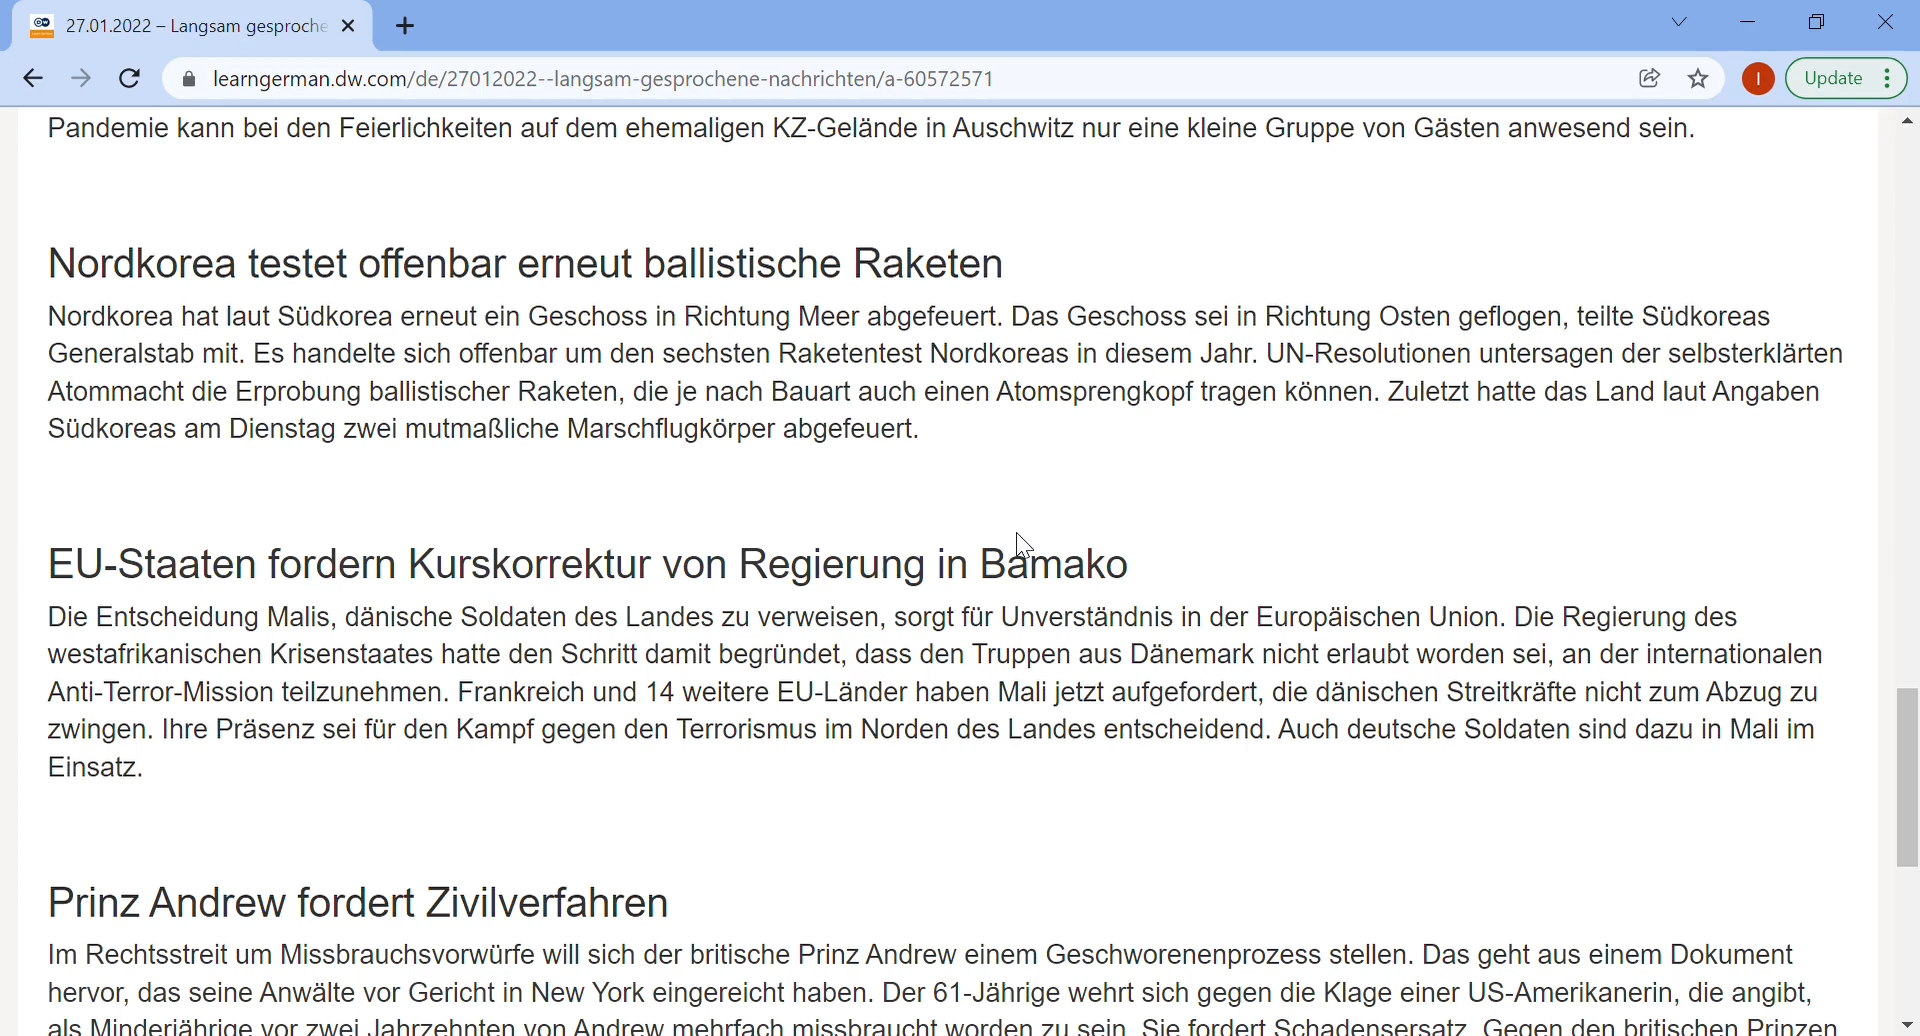 27.01.2022 – Langsam gesproche
learngerman.dw.com/de/27012022--langsam-gesprochene-nachrichten/a-60572571
I
Update
Pandemie kann bei den Feierlichkeiten auf dem ehemaligen KZ-Gelände in Auschwitz nur eine kleine Gruppe von Gästen anwesend sein.
Nordkorea testet offenbar erneut ballistische Raketen
Nordkorea hat laut Südkorea erneut ein Geschoss in Richtung Meer abgefeuert. Das Geschoss sei in Richtung Osten geflogen, teilte Südkoreas
Generalstab mit. Es handelte sich offenbar um den sechsten Raketentest Nordkoreas in diesem Jahr. UN-Resolutionen untersagen der selbsterklärten
Atommacht die Erprobung ballistischer Raketen, die je nach Bauart auch einen Atomsprengkopf tragen können. Zuletzt hatte das Land laut Angaben
Südkoreas am Dienstag zwei mutmaßliche Marschflugkörper abgefeuert.
EU-Staaten fordern Kurskorrektur von Regierung in Bamako
Die Entscheidung Malis, dänische Soldaten des Landes zu verweisen, sorgt für Unverständnis in der Europäischen Union. Die Regierung des
westafrikanischen Krisenstaates hatte den Schritt damit begründet, dass den Truppen aus Dänemark nicht erlaubt worden sei, an der internationalen
Anti-Terror-Mission teilzunehmen. Frankreich und 14 weitere EU-Länder haben Mali jetzt aufgefordert, die dänischen Streitkräfte nicht zum Abzug zu
zwingen. Ihre Präsenz sei für den Kampf gegen den Terrorismus im Norden des Landes entscheidend. Auch deutsche Soldaten sind dazu in Mali im
Einsatz.
Prinz Andrew fordert Zivilverfahren
Im Rechtsstreit um Missbrauchsvorwürfe will sich der britische Prinz Andrew einem Geschworenenprozess stellen. Das geht aus einem Dokument
hervor, das seine Anwälte vor Gericht in New York eingereicht haben. Der 61-Jährige wehrt sich gegen die Klage einer US-Amerikanerin, die angibt,
als Minderjährige vor zwei Jahrzehnten von Andrew mehrfach missbraucht worden zu sein. Sie fordert Schadensersatz. Gegen den britischen Prinzen